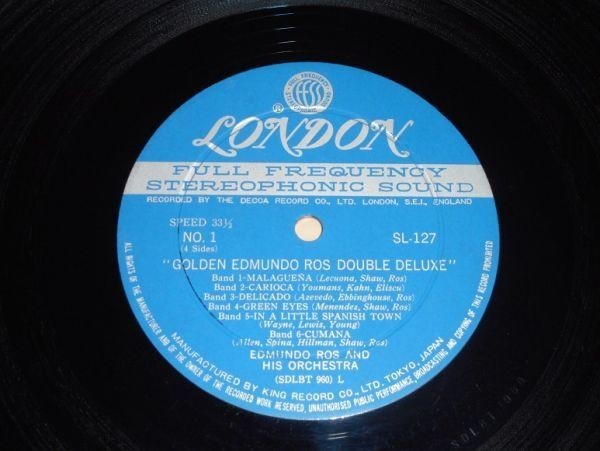 FFSS
®
LONDON
FULL FREQUENCY
STEREOPHONIC SOUND
RECORDED BY THE DECCA RECORD CO., LTD. LONDON, S.E.I., ENGLAND
SPEED 33⅓
NO. 1
SL-127
(4 Sides)
"GOLDEN EDMUNDO ROS DOUBLE DELUXE"
Band 1-MALAGUEÑA (Lecuona, Shaw, Ros)
Band 2-CARIOCA (Youmans, Kahn, Eliscu)
Band 3-DELICADO (Azevedo, Ebbinghouse, Ros)
Band 4-GREEN EYES (Menendez, Shaw, Ros)
Band 5-IN A LITTLE SPANISH TOWN
(Wayne, Lewis, Young)
Band 6-CUMANA
(Allen, Spina, Hillman, Shaw, Ros)
EDMUNDO ROS AND
HIS ORCHESTRA
(SDLBT 960) L
MANUFACTURED BY KING RECORD CO., LTD. TOKYO, JAPAN
ALL RIGHTS OF THE MANUFACTURER AND OF THE OWNER OF THE RECORDED WORK RESERVED, UNAUTHORISED PUBLIC PERFORMANCE, BROADCASTING AND COPYING OF THIS RECORD PROHIBITED